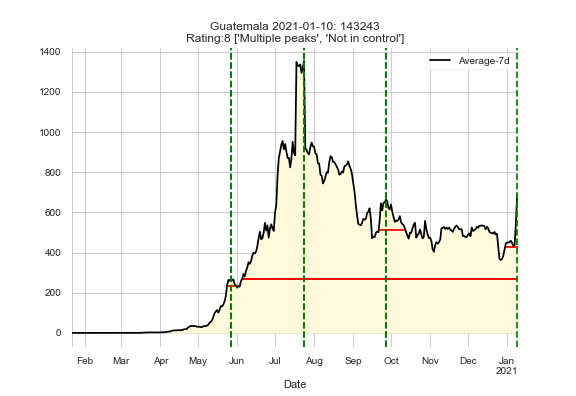 Guatemala 2021-01-10: 143243
Rating:8 ['Multiple peaks', 'Not in control']
Average-7d
1400
1200
1000
800
600
400
200
0
Feb Mar Apr May Jun Jul Aug Sep Oct Nov Dec Jan
2021
Date